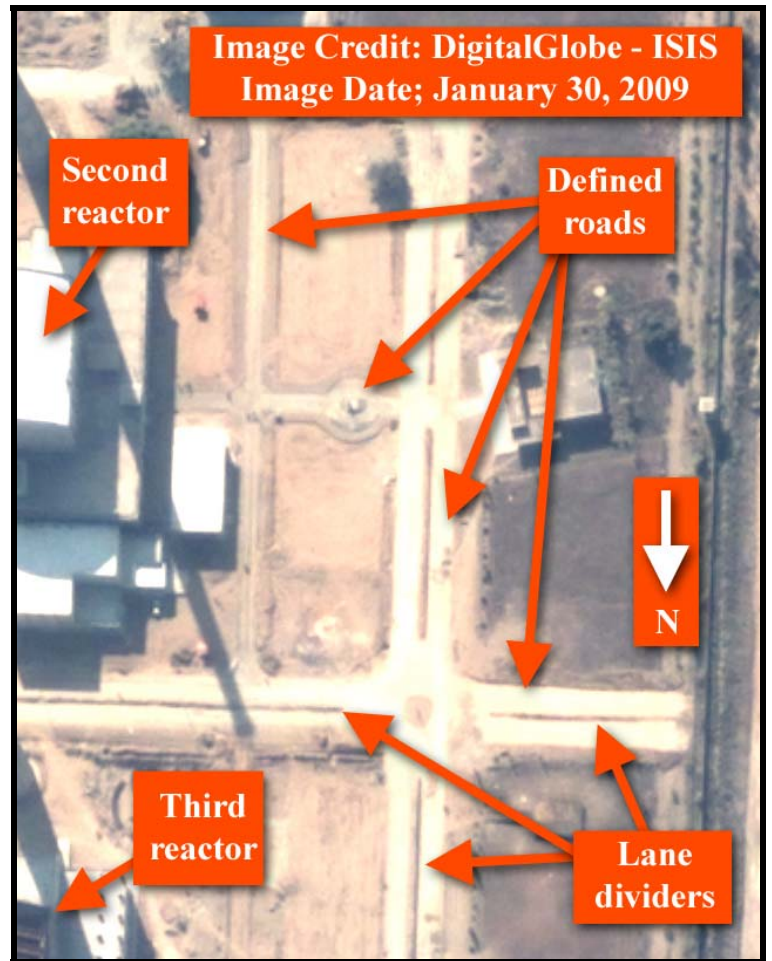 Image Credit: DigitalGlobe - ISIS
Image Date; January 30, 2009
Second
reactor
Defined
roads
N
Third
reactor
Lane
dividers